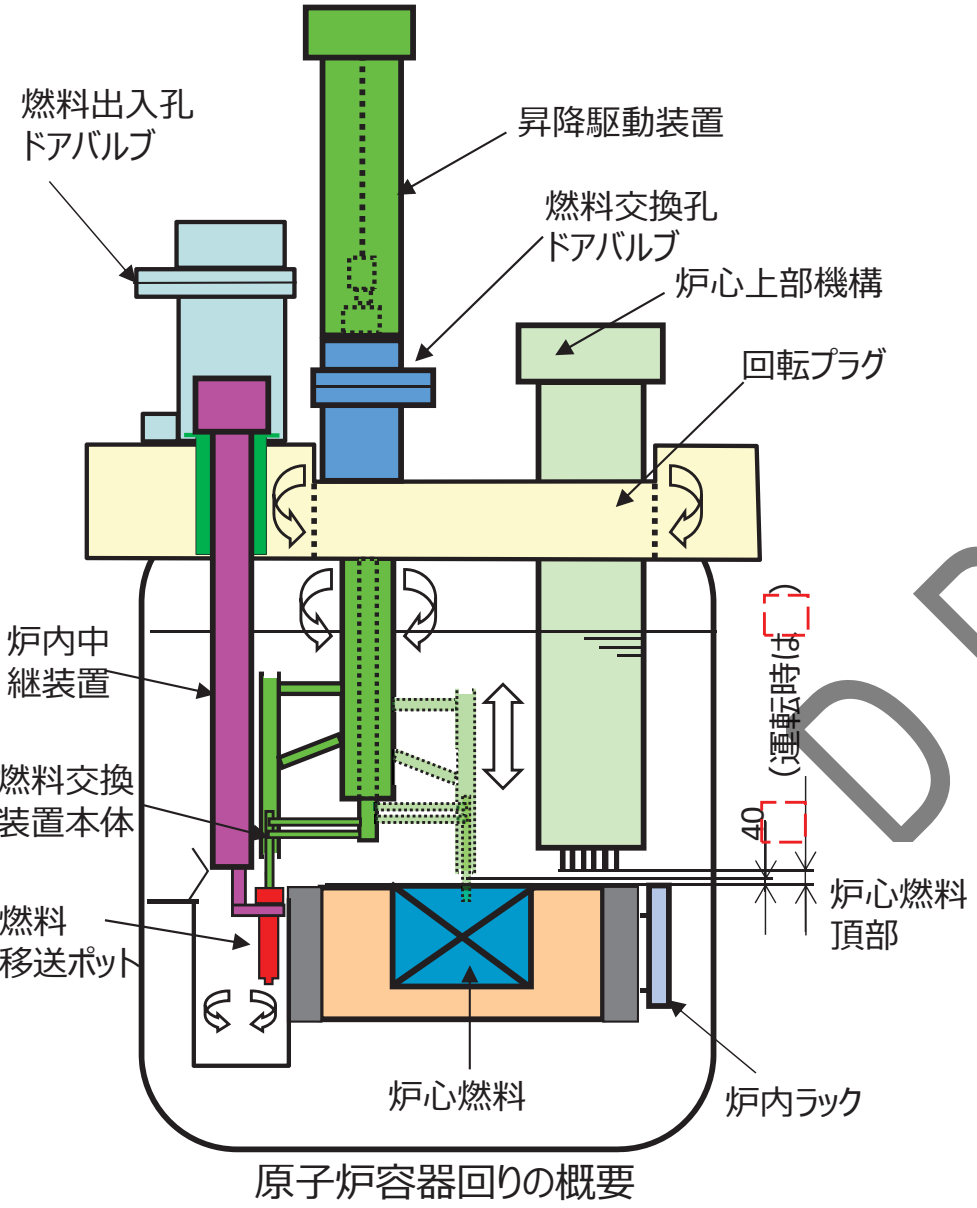 燃料出入孔
ドアバルブ
昇降駆動装置
燃料交換孔
ドアバルブ
炉心上部機構
回転プラグ
炉内中
継装置
燃料交換
装置本体
燃料
移送ポット
(運転時は )
40
炉心燃料
頂部
炉心燃料
炉内ラック
原子炉容器回りの概要